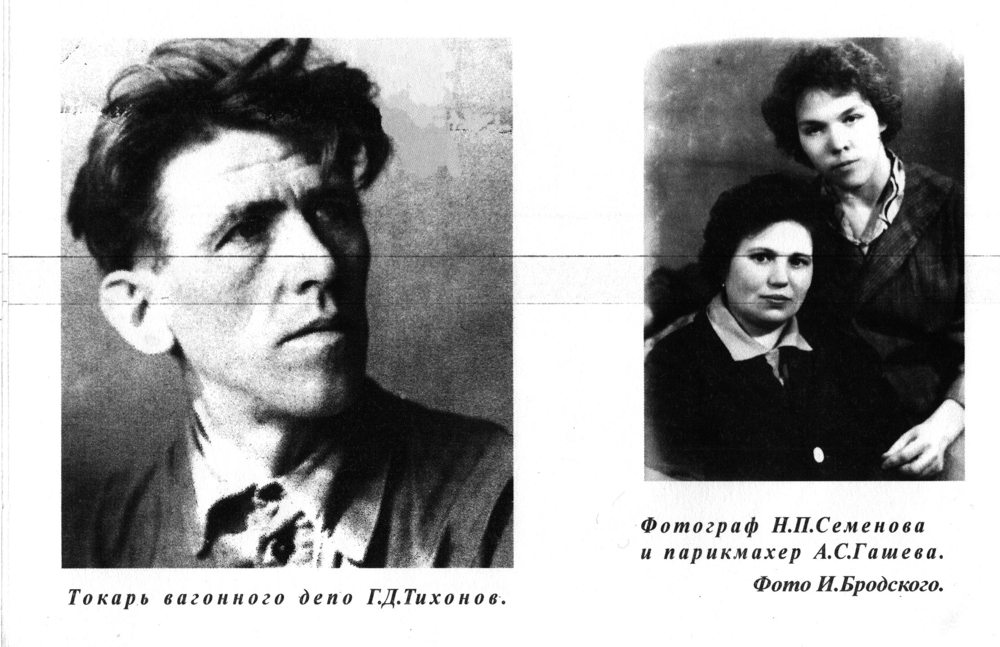 Токарь вагонного депо Г.Д.Тихонов.
Фотограф Н.П.Семенова
и парикмахер А.С.Гашева.
Фото И.Бродского.